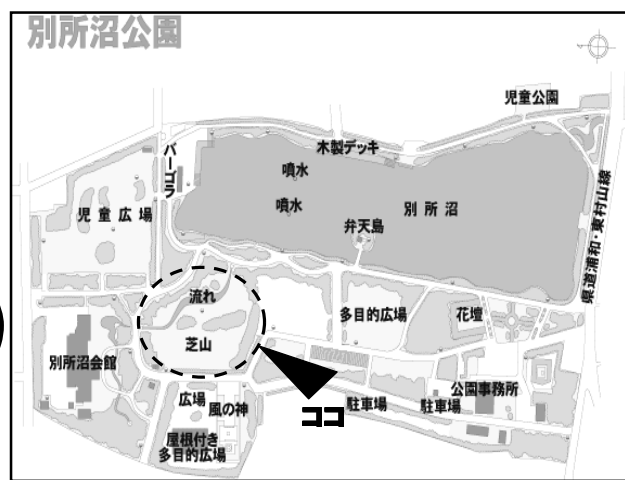 別所沼公園
児童公園
木製デッキ
パーゴラ
噴水
噴水
児童広場
別所沼
弁天島
県道浦和・東村山線
流れ
多目的広場
花壇
芝山
別所沼会館
公園事務所
広場
風の神
駐車場
駐車場
ココ
屋根付き
多目的広場